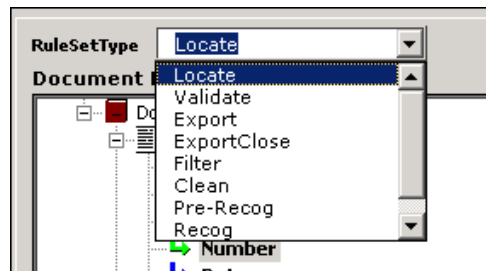 RuleSetType Locate
Document
Locate
Validate
Export
ExportClose
Filter
Clean
Pre-Recog
Recog
Number